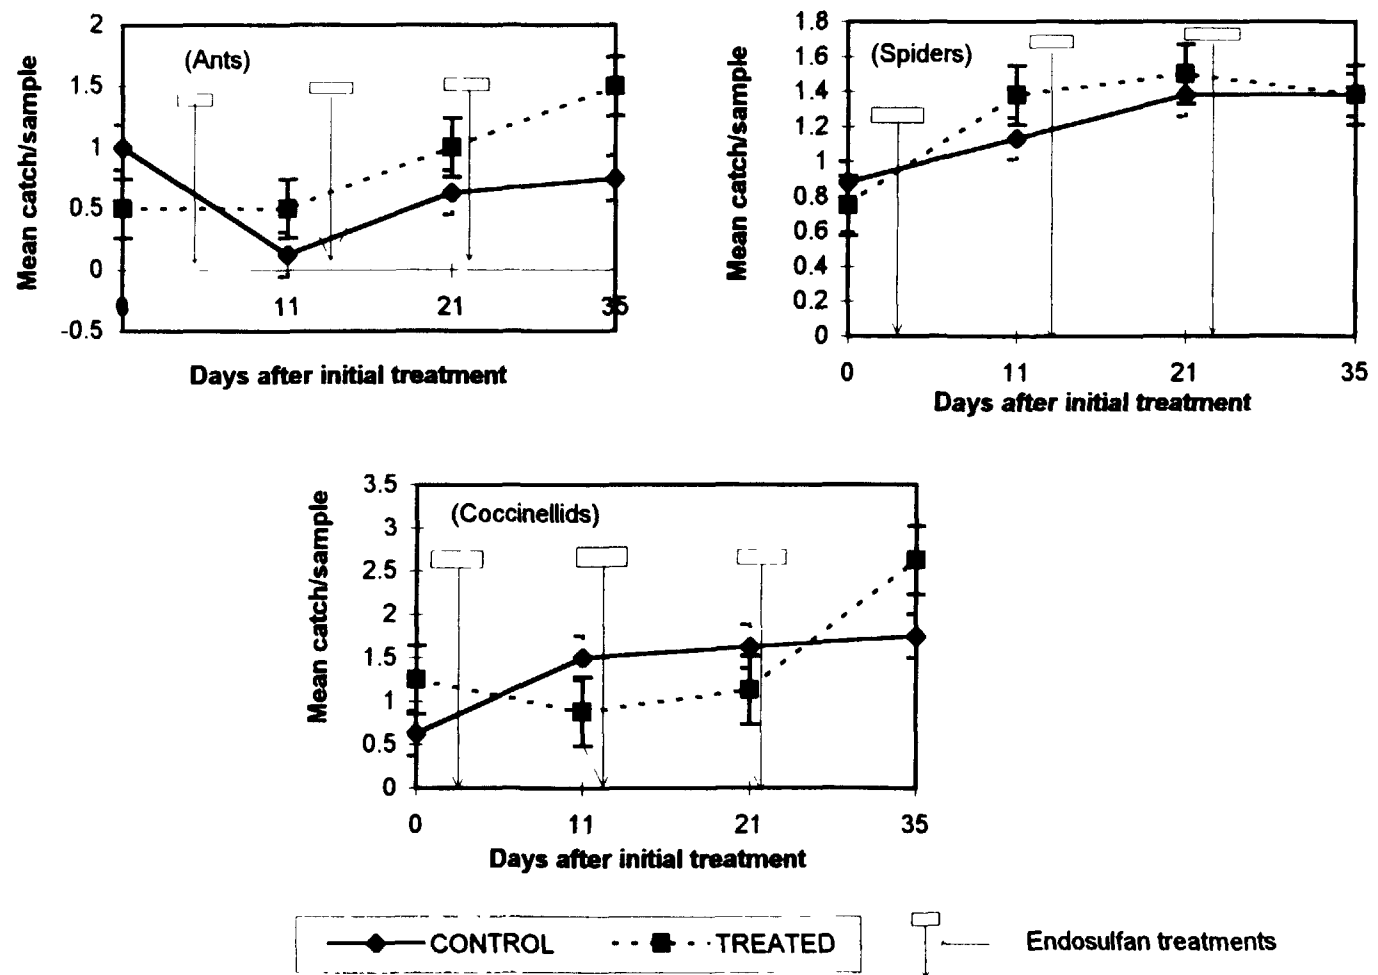 (Ants)
Mean catch/sample
2
1.5
1
0.5
0
-0.5
0 11 21 35
Days after initial treatment
(Spiders)
Mean catch/sample
1.8
1.6
1.4
1.2
1
0.8
0.6
0.4
0.2
0
0 11 21 35
Days after initial treatment
(Coccinellids)
Mean catch/sample
3.5
3
2.5
2
1.5
1
0.5
0
0 11 21 35
Days after initial treatment
CONTROL TREATED Endosulfan treatments